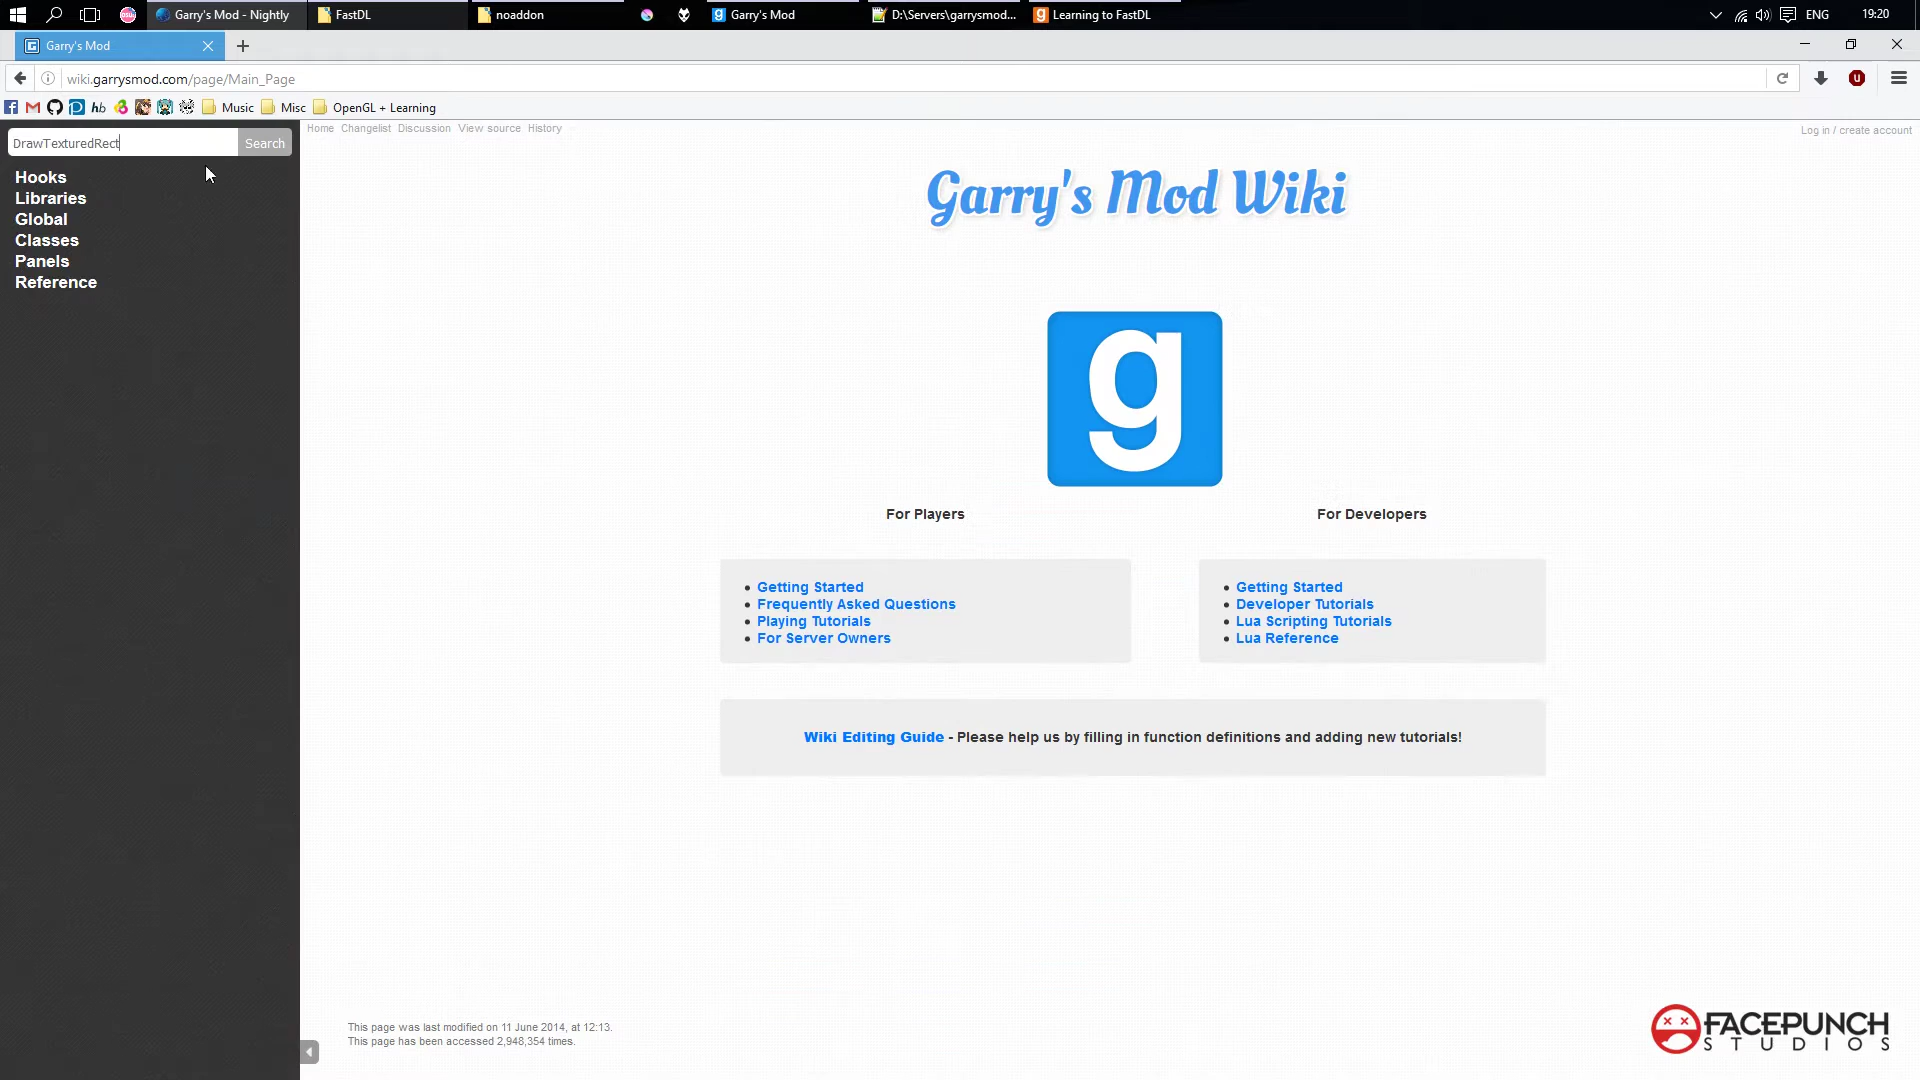 Garry's Mod - Nightly
FastDL
noaddon
Garry's Mod
D:\Servers\garrysmod...
Learning to FastDL
ENG
19:20
Garry's Mod
wiki.garrysmod.com/page/Main_Page
hb
Music
Misc
OpenGL + Learning
DrawTexturedRect
Search
Home Changelist Discussion View source History
Log in / create account
Hooks
Libraries
Global
Classes
Panels
Reference
Garry's Mod Wiki
g
For Players
For Developers
Getting Started
Frequently Asked Questions
Playing Tutorials
For Server Owners
Getting Started
Developer Tutorials
Lua Scripting Tutorials
Lua Reference
Wiki Editing Guide - Please help us by filling in function definitions and adding new tutorials!
This page was last modified on 11 June 2014, at 12:13.
This page has been accessed 2,948,354 times.
FACEPUNCH
STUDIOS